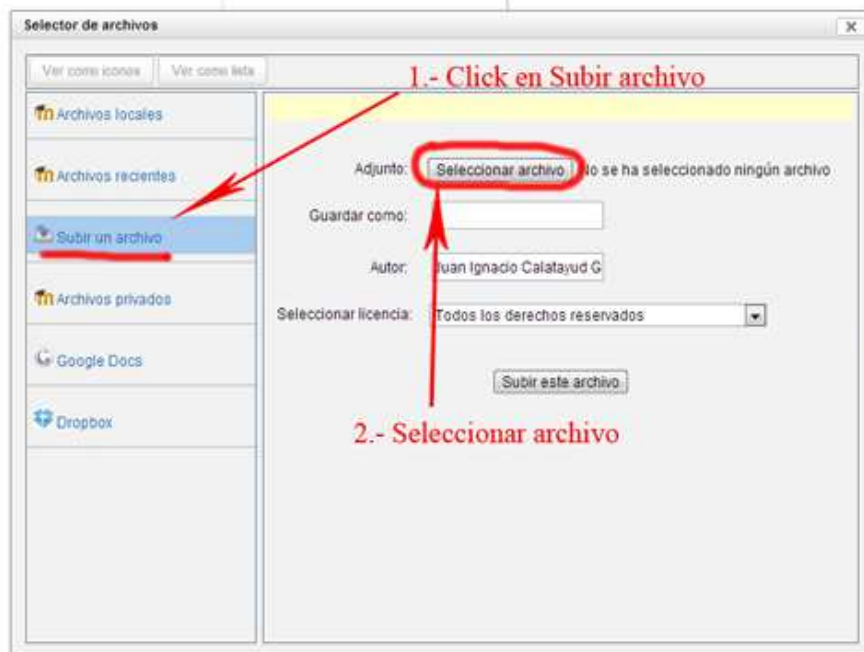 Selector de archivos
Ver como iconos Ver como lista
1.- Click en Subir archivo
Archivos locales
Archivos recientes
Subir un archivo
Archivos privados
Google Docs
Dropbox
Adjunto: Seleccionar archivo No se ha seleccionado ningún archivo
Guardar como:
Autor: Juan Ignacio Calatayud G
Seleccionar licencia: Todos los derechos reservados
Subir este archivo
2.- Seleccionar archivo